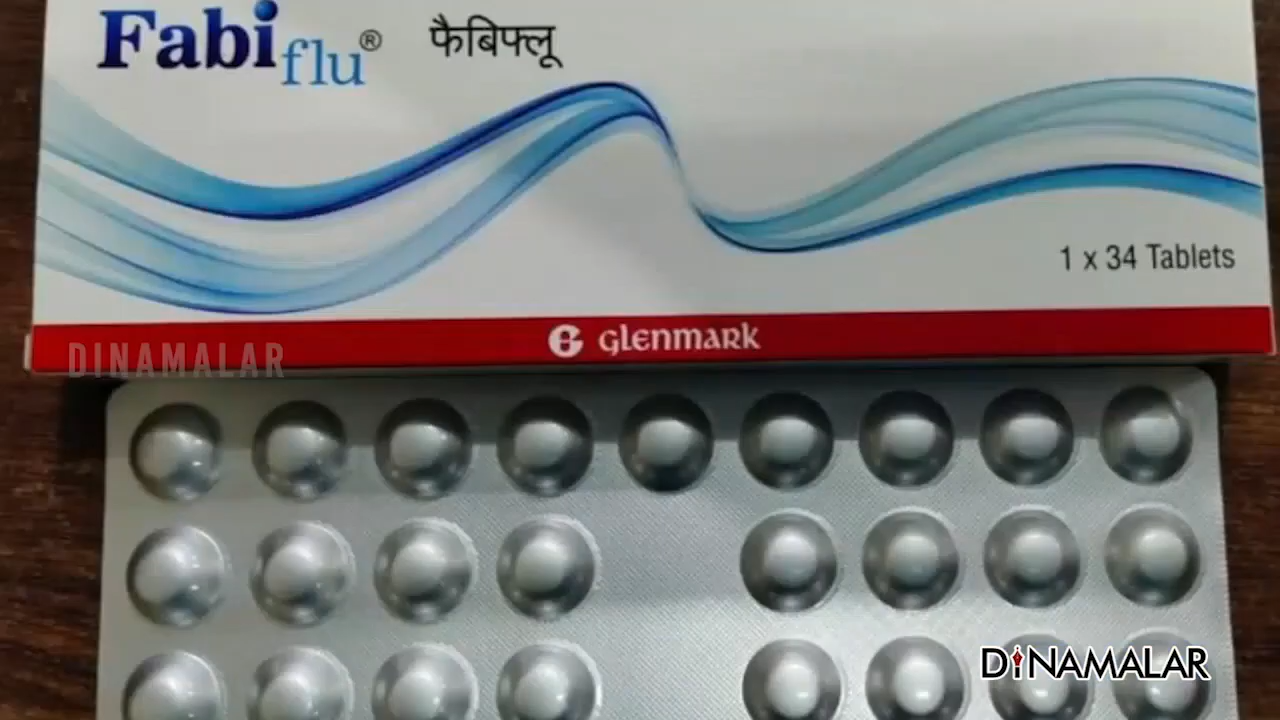 Fabiflu® फैबिफ्लू
1 x 34 Tablets
GLENMARK
DINAMALAR
DINAMALAR